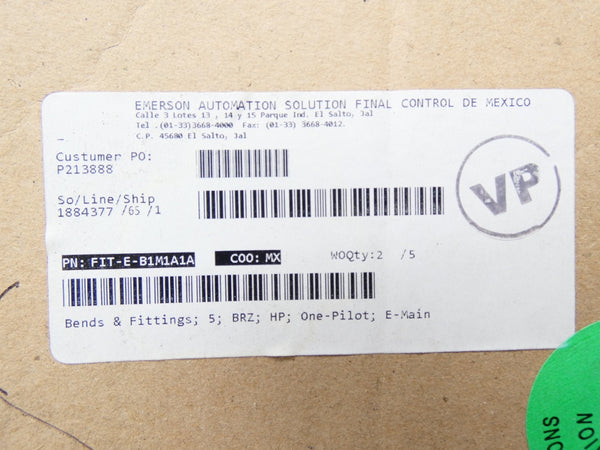 EMERSON AUTOMATION SOLUTION FINAL CONTROL DE MEXICO
Calle 3 Lotes 13 , 14 y 15 Parque Ind. El Salto, Jal
Tel .(01-33)3668-4000 Fax: (01-33) 3668-4012.
C.P. 45680 El Salto, Jal
Custumer PO:
P213888
VP
So/Line/Ship
1884377 /65 /1
PN: FIT-E-B1M1A1A COO: MX WOQty:2 /5
Bends & Fittings; 5; BRZ; HP; One-Pilot; E-Main